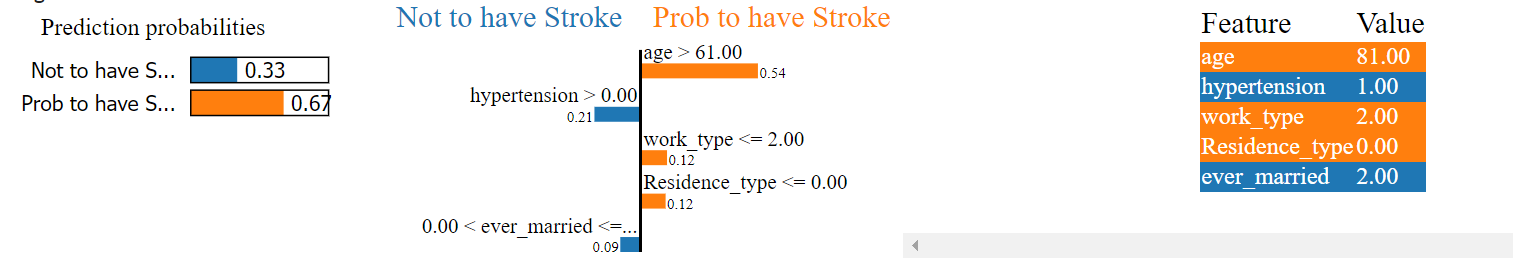 Prediction probabilities
Not to have S... 0.33
Prob to have S... 0.67
Not to have Stroke Prob to have Stroke
age > 61.00
0.54
hypertension > 0.00
0.21
work_type <= 2.00
0.12
Residence_type <= 0.00
0.12
0.00 < ever_married <=...
0.09
Feature Value
age 81.00
hypertension 1.00
work_type 2.00
Residence_type 0.00
ever_married 2.00